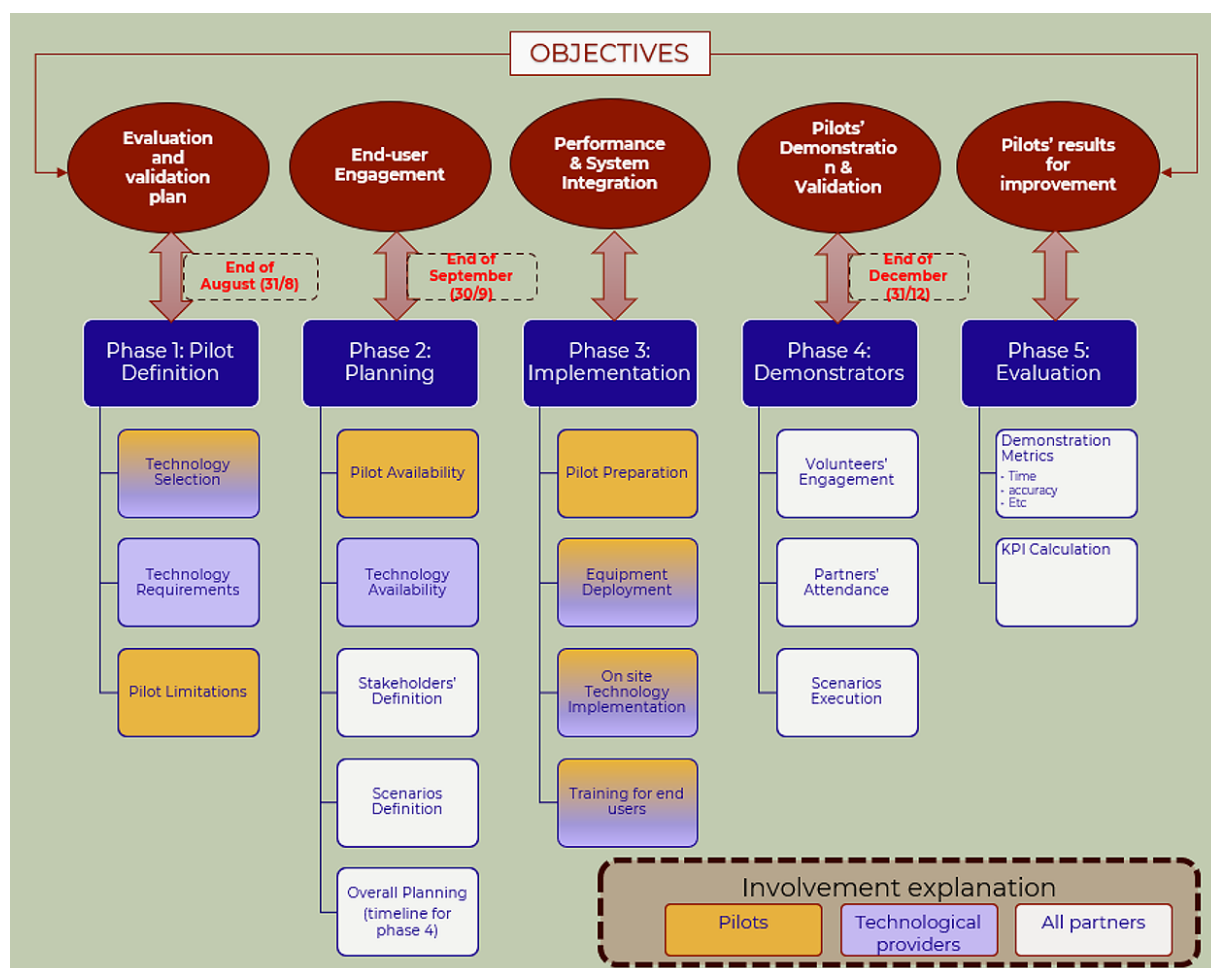 OBJECTIVES
Evaluation
and
validation
plan
End-user
Engagement
Performance
& System
Integration
Pilots'
Demonstratio
n &
Validation
Pilots' results
for
improvement
End of
August (31/8)
End of
September
(30/9)
End of
December
(31/12)
Phase 1: Pilot
Definition
Technology
Selection
Technology
Requirements
Pilot Limitations
Phase 2:
Planning
Pilot Availability
Technology
Availability
Stakeholders'
Definition
Scenarios
Definition
Overall Planning
(timeline for
phase 4)
Phase 3:
Implementation
Pilot Preparation
Equipment
Deployment
On site
Technology
Implementation
Training for end
users
Phase 4:
Demonstrators
Volunteers'
Engagement
Partners'
Attendance
Scenarios
Execution
Phase 5:
Evaluation
Demonstration
Metrics
- Time
- accuracy
- Etc
KPI Calculation
Involvement explanation
Pilots
Technological
providers
All partners